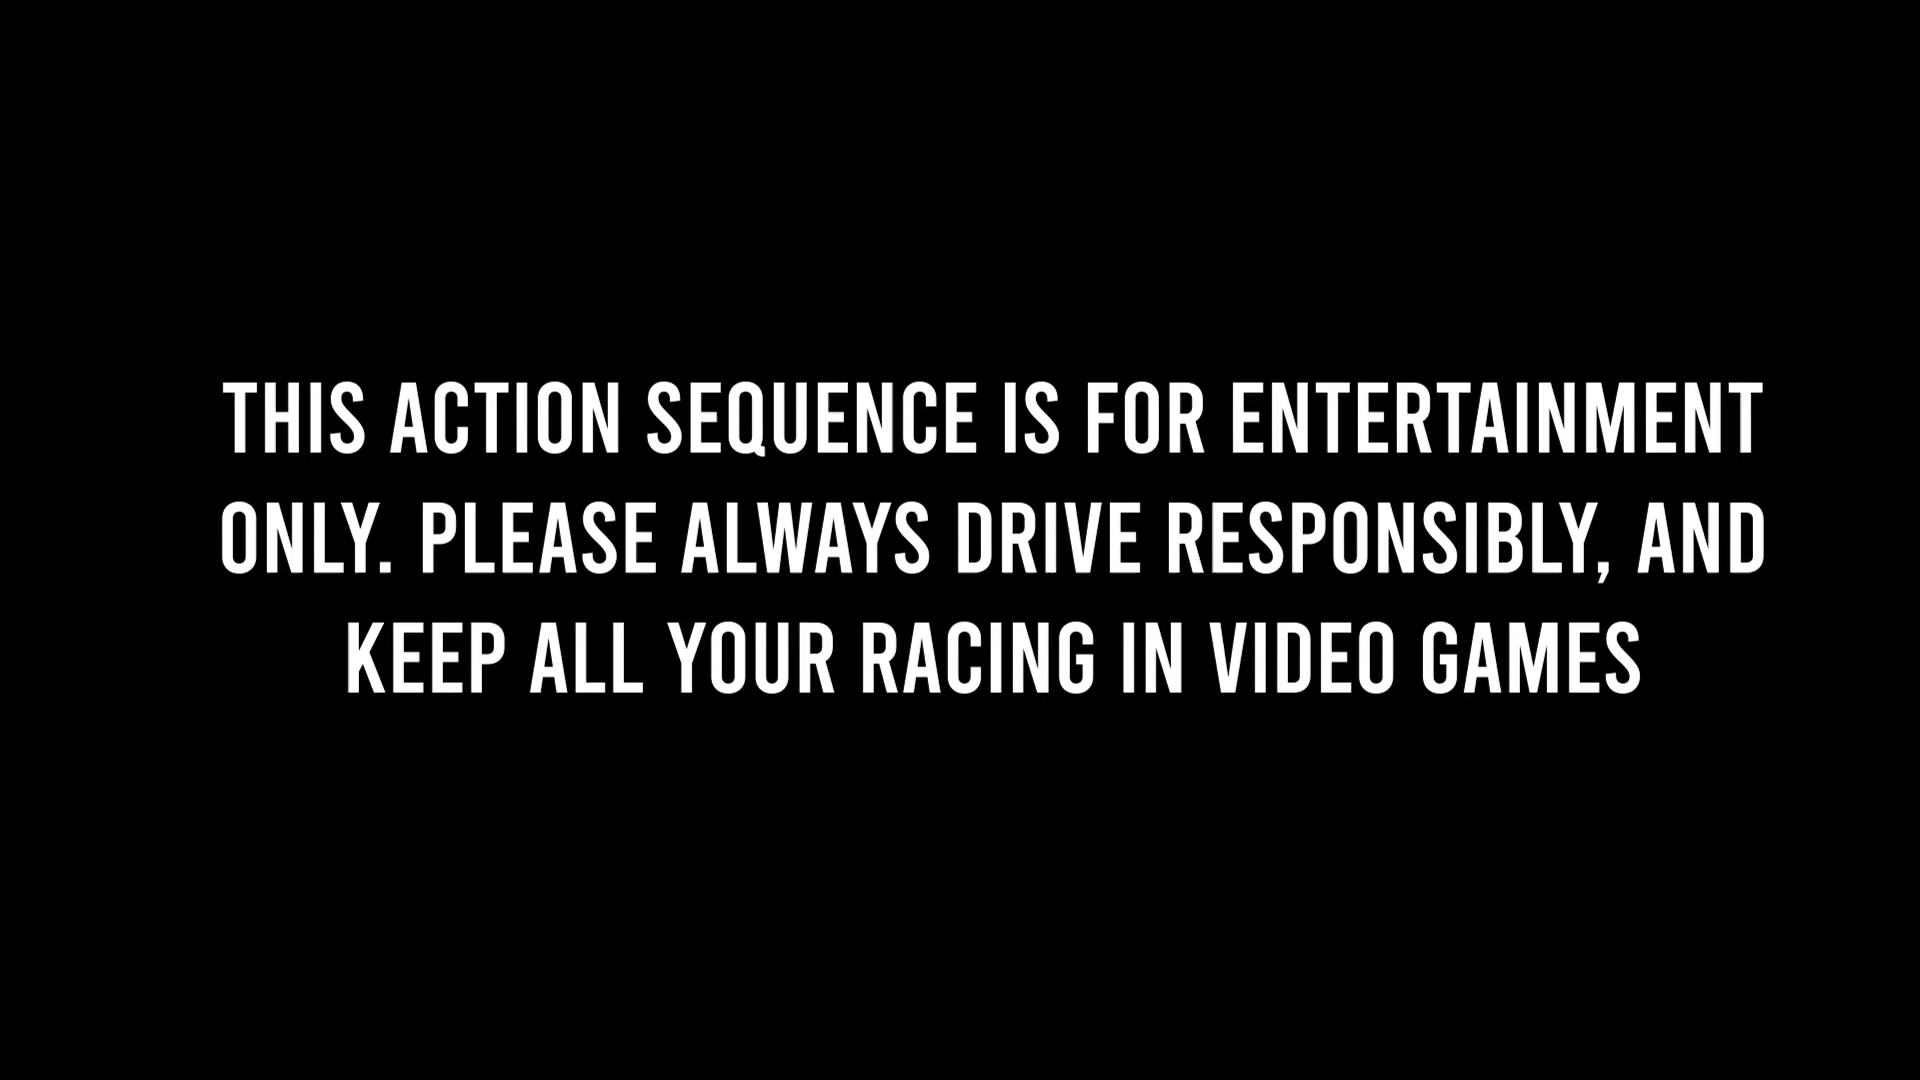 THIS ACTION SEQUENCE IS FOR ENTERTAINMENT
ONLY. PLEASE ALWAYS DRIVE RESPONSIBLY, AND
KEEP ALL YOUR RACING IN VIDEO GAMES